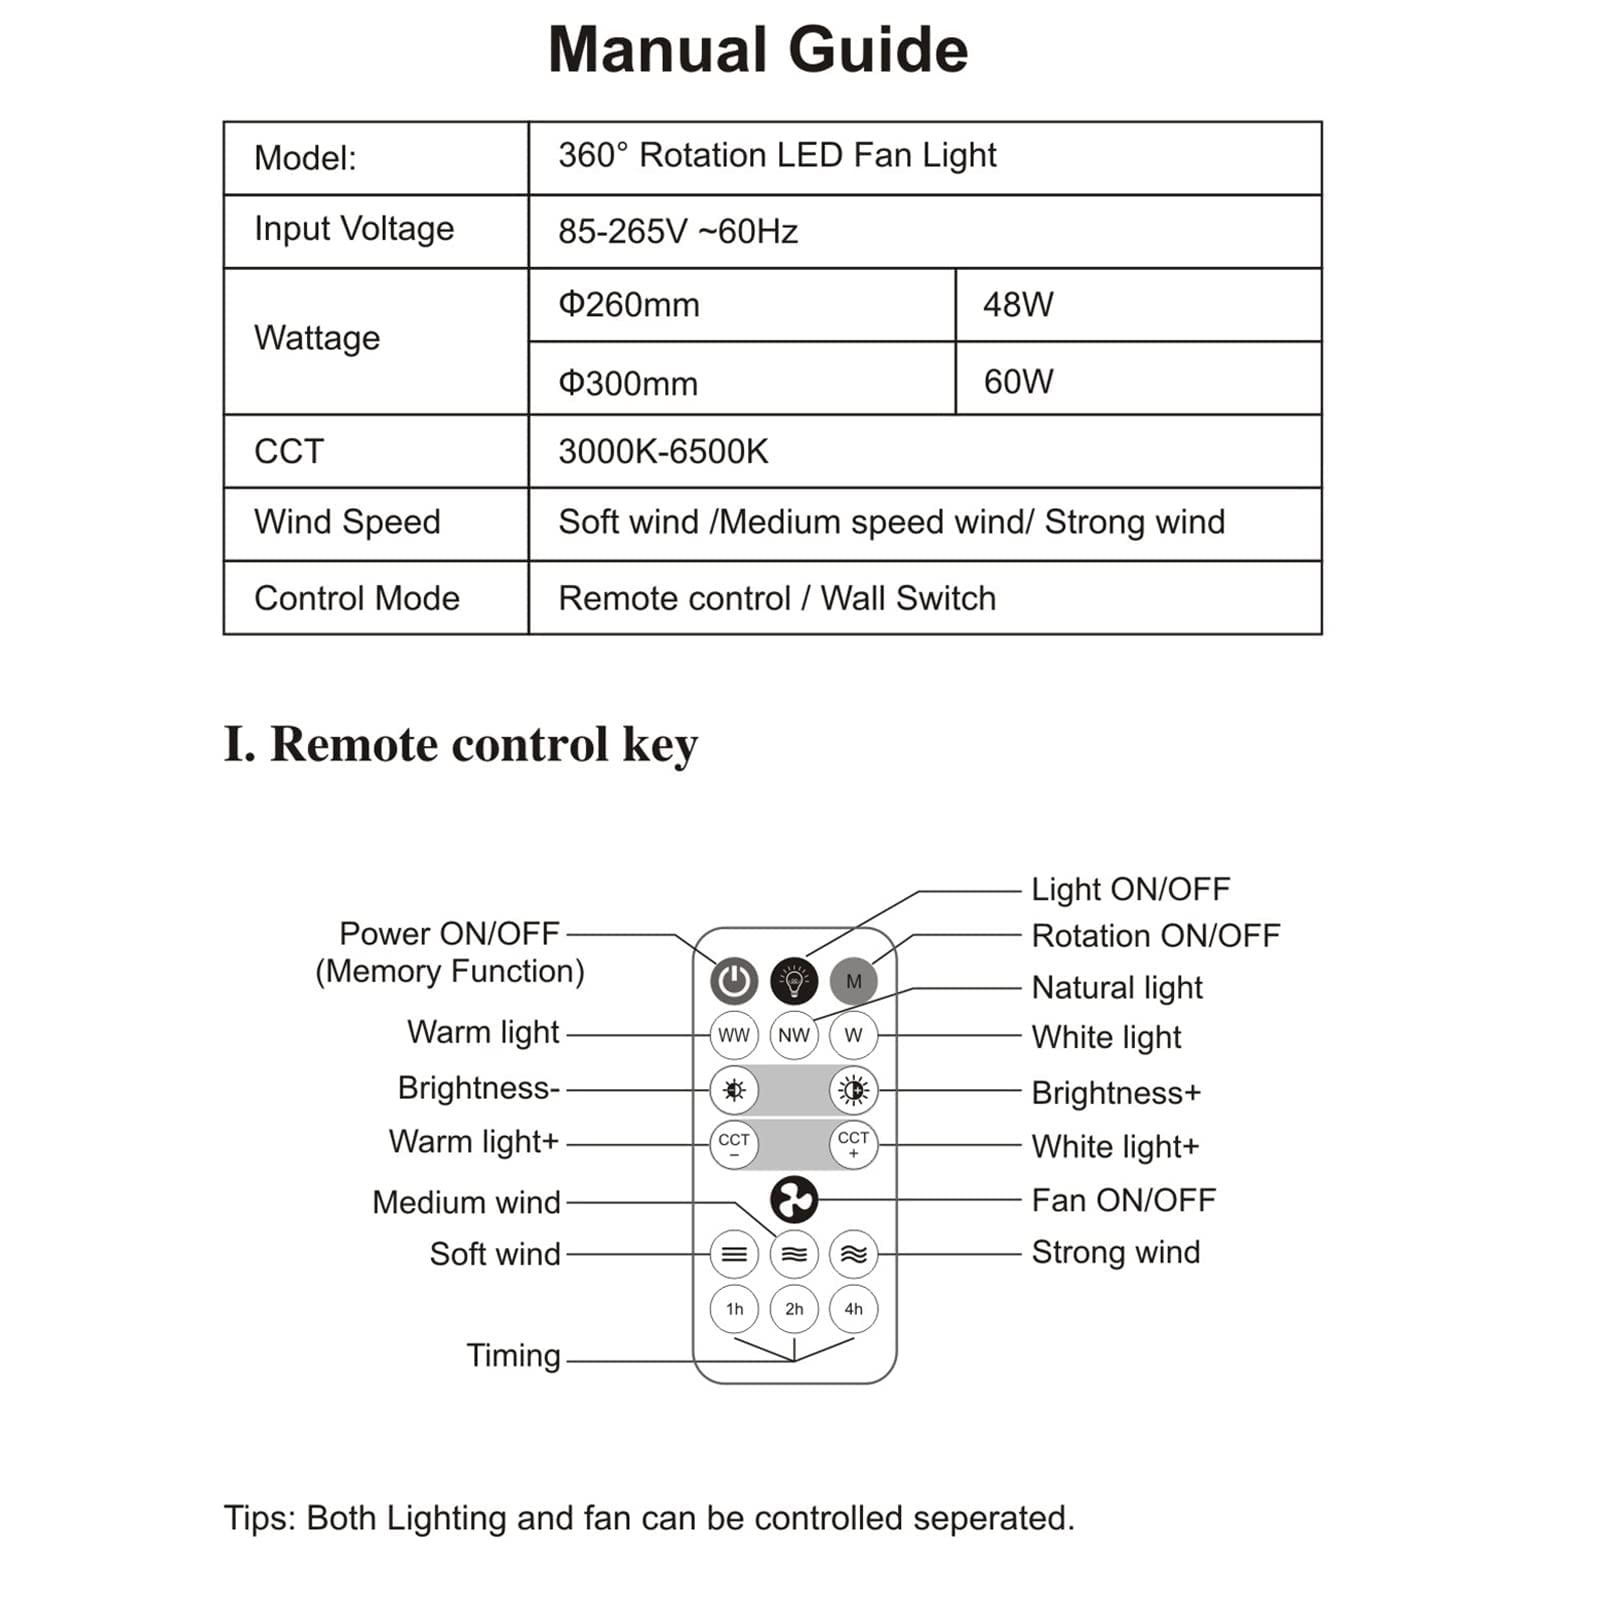 Manual Guide
Model:
360° Rotation LED Fan Light
Input Voltage
85-265V ~60Hz
Wattage
Φ260mm
48W
Φ300mm
60W
CCT
3000K-6500K
Wind Speed
Soft wind /Medium speed wind/ Strong wind
Control Mode
Remote control / Wall Switch
I. Remote control key
Light ON/OFF
Power ON/OFF
(Memory Function)
Rotation ON/OFF
M
Natural light
Warm light
WW
NW
W
White light
Brightness-
Brightness+
Warm light+
CCT
–
CCT
+
White light+
Medium wind
Fan ON/OFF
Soft wind
Strong wind
1h
2h
4h
Timing
Tips: Both Lighting and fan can be controlled seperated.